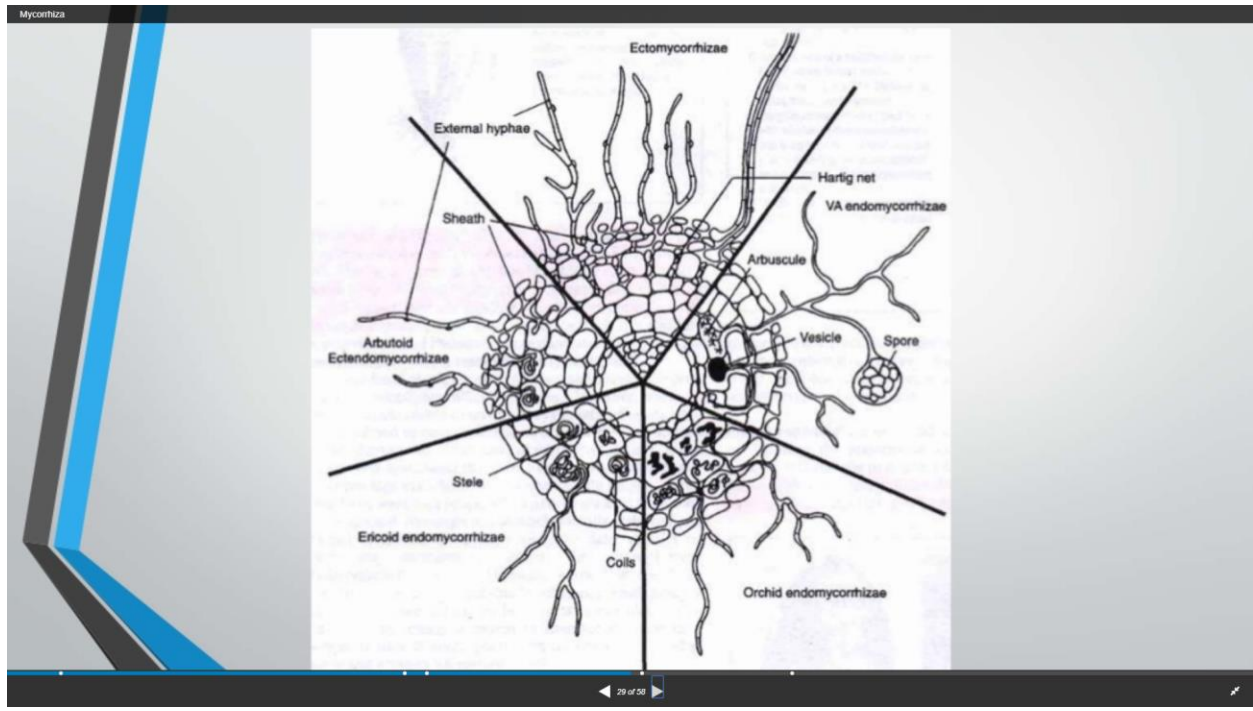 Mycorrhiza
Ectomycorrhizae
External hyphae
Hartig net
VA endomycorrhizae
Sheath
Arbuscule
Vesicle
Spore
Arbutoid
Ectendomycorrhizae
Stele
Ericoid endomycorrhizae
Coils
Orchid endomycorrhizae
29 of 58